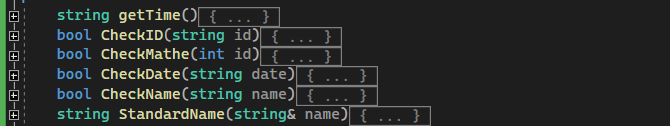 string getTime(){ ... }
bool CheckID(string id){ ... }
bool CheckMathe(int id){ ... }
bool CheckDate(string date){ ... }
bool CheckName(string name){ ... }
string StandardName(string& name){ ... }